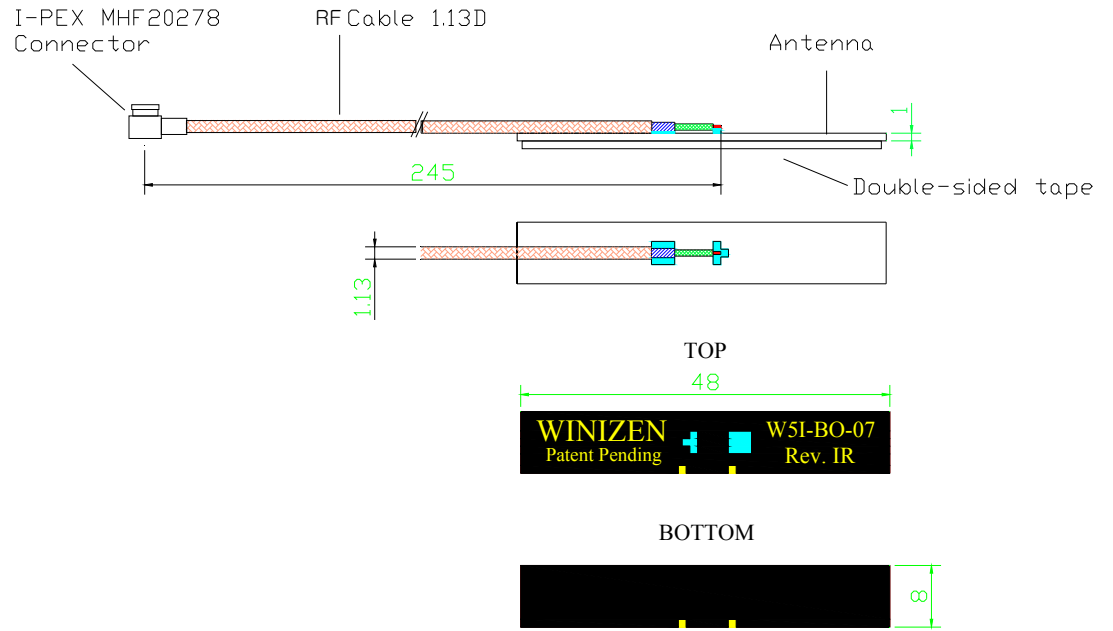 I-PEX MHF20278
Connector
RF Cable 1.13D
Antenna
1
245
Double-sided tape
1.13
TOP
48
WINIZEN
Patent Pending
W5I-BO-07
Rev. IR
BOTTOM
8